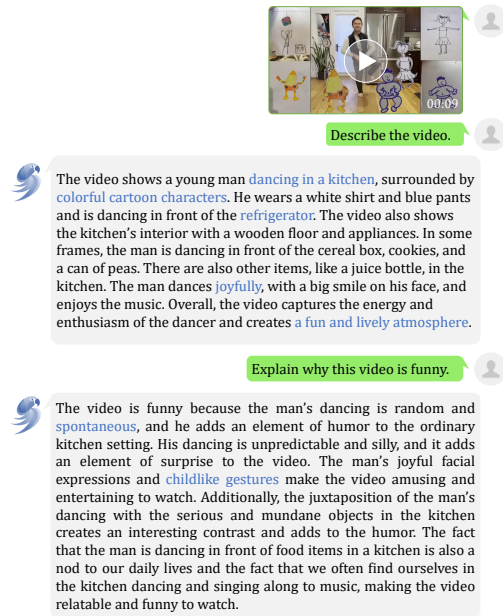 00:09
Describe the video.
The video shows a young man dancing in a kitchen, surrounded by
colorful cartoon characters. He wears a white shirt and blue pants
and is dancing in front of the refrigerator. The video also shows
the kitchen's interior with a wooden floor and appliances. In some
frames, the man is dancing in front of the cereal box, cookies, and
a can of peas. There are also other items, like a juice bottle, in the
kitchen. The man dances joyfully, with a big smile on his face, and
enjoys the music. Overall, the video captures the energy and
enthusiasm of the dancer and creates a fun and lively atmosphere.
Explain why this video is funny.
The video is funny because the man's dancing is random and
spontaneous, and he adds an element of humor to the ordinary
kitchen setting. His dancing is unpredictable and silly, and it adds
an element of surprise to the video. The man's joyful facial
expressions and childlike gestures make the video amusing and
entertaining to watch. Additionally, the juxtaposition of the man's
dancing with the serious and mundane objects in the kitchen
creates an interesting contrast and adds to the humor. The fact
that the man is dancing in front of food items in a kitchen is also a
nod to our daily lives and the fact that we often find ourselves in
the kitchen dancing and singing along to music, making the video
relatable and funny to watch.